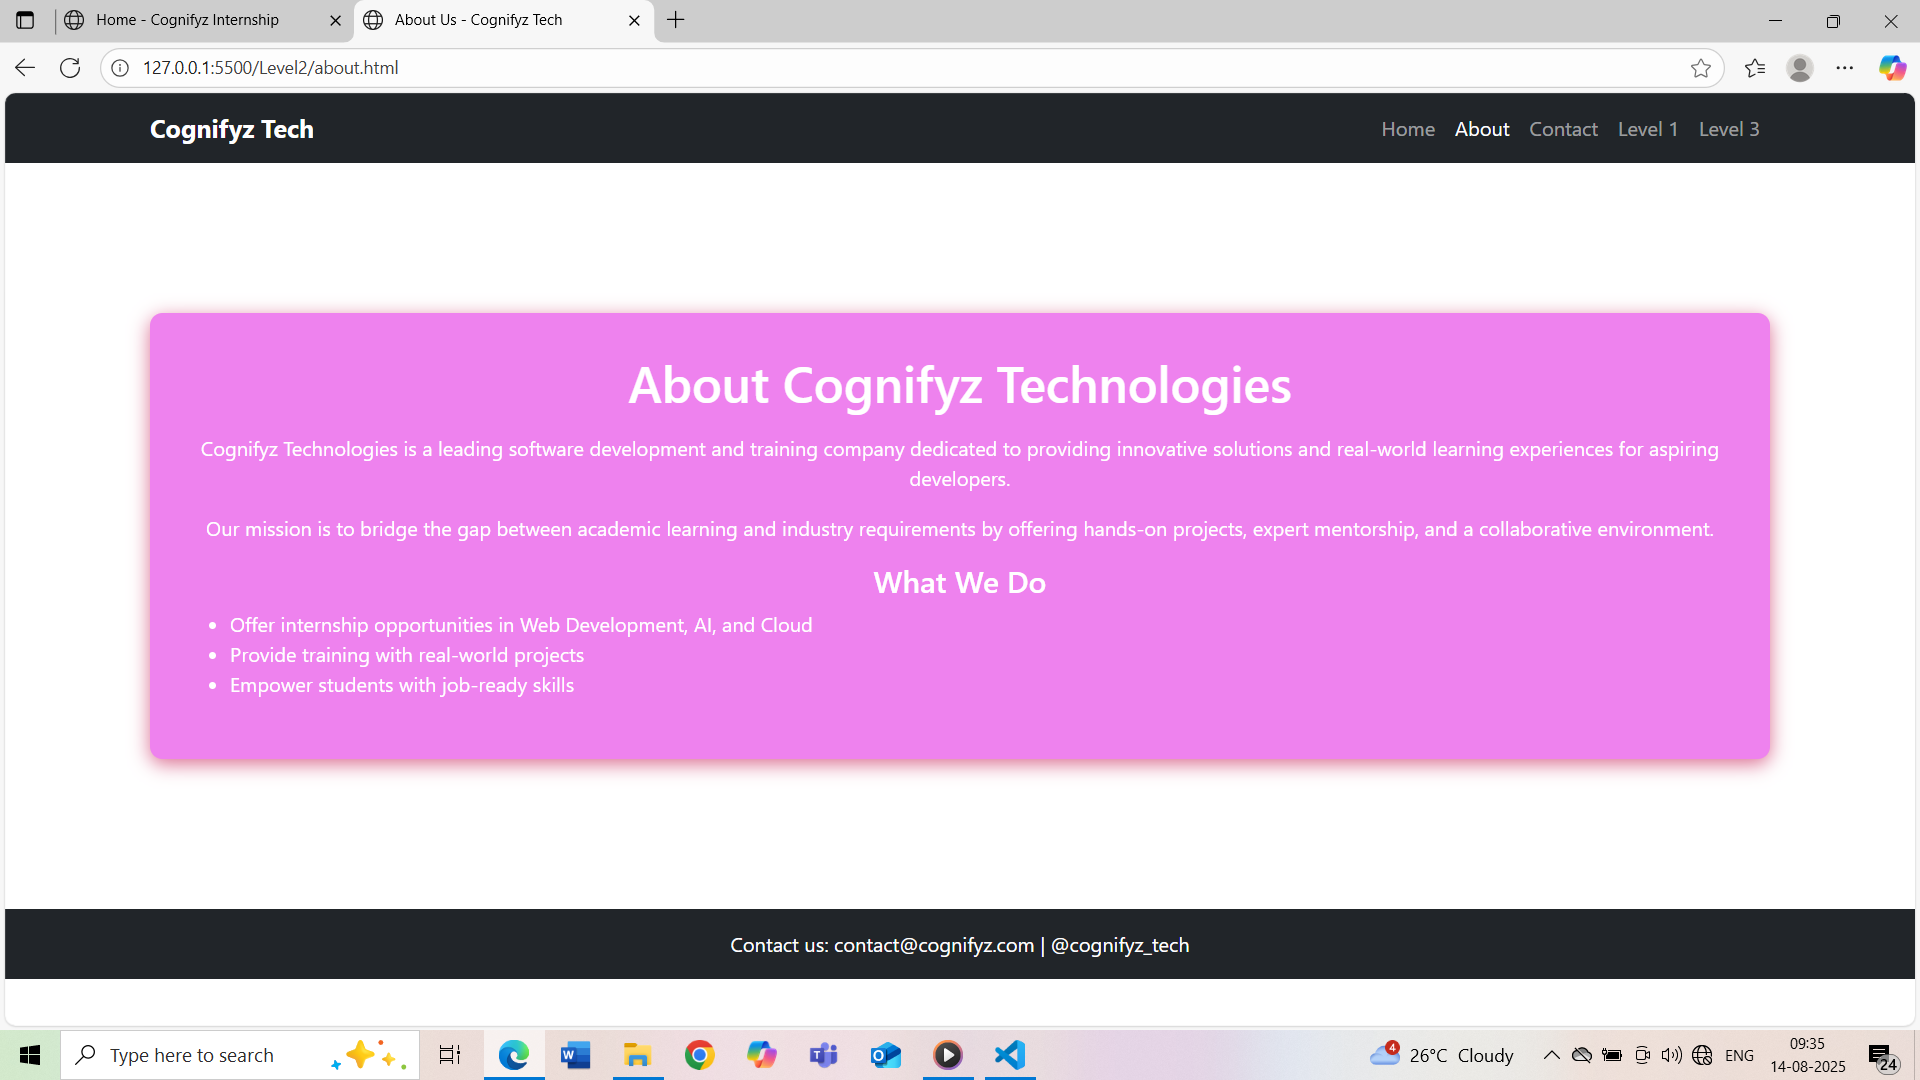 Home - Cognifyz Internship
About Us - Cognifyz Tech
127.0.0.1:5500/Level2/about.html
Cognifyz Tech
Home About Contact Level 1 Level 3
About Cognifyz Technologies
Cognifyz Technologies is a leading software development and training company dedicated to providing innovative solutions and real-world learning experiences for aspiring
developers.
Our mission is to bridge the gap between academic learning and industry requirements by offering hands-on projects, expert mentorship, and a collaborative environment.
What We Do
• Offer internship opportunities in Web Development, AI, and Cloud
• Provide training with real-world projects
• Empower students with job-ready skills
Contact us: contact@cognifyz.com | @cognifyz_tech
Type here to search
4
26°C Cloudy
ENG
09:35
14-08-2025
24